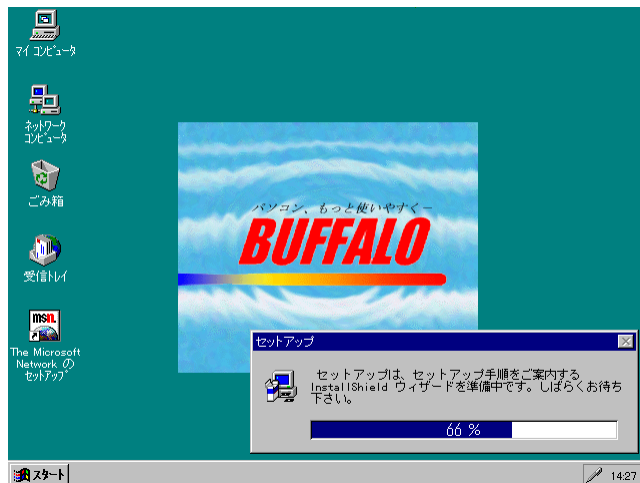 マイ コンピュータ
ネットワーク
コンピュータ
ごみ箱
受信トレイ
msn.
The Microsoft
Network の
セットアップ
パソコン、もっと使いやすく－
BUFFALO
セットアップ
セットアップは、セットアップ手順をご案内する
InstallShield ウィザードを準備中です。しばらくお待ち
下さい。
66 %
スタート
14:27